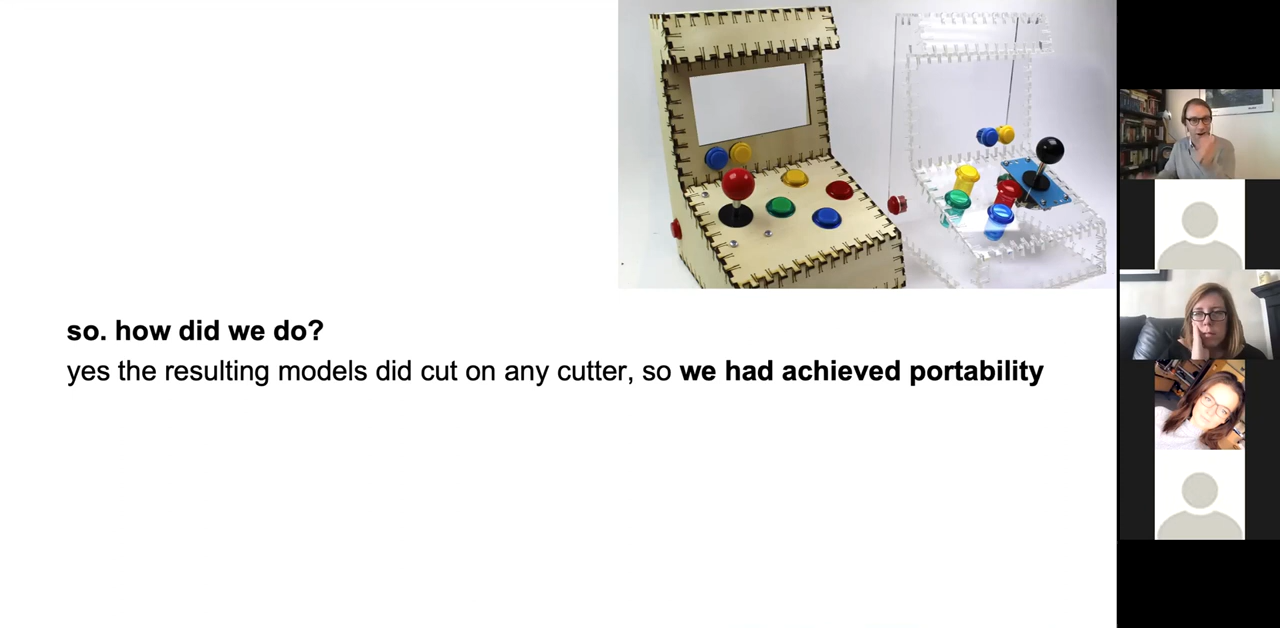 so. how did we do?
yes the resulting models did cut on any cutter, so we had achieved portability